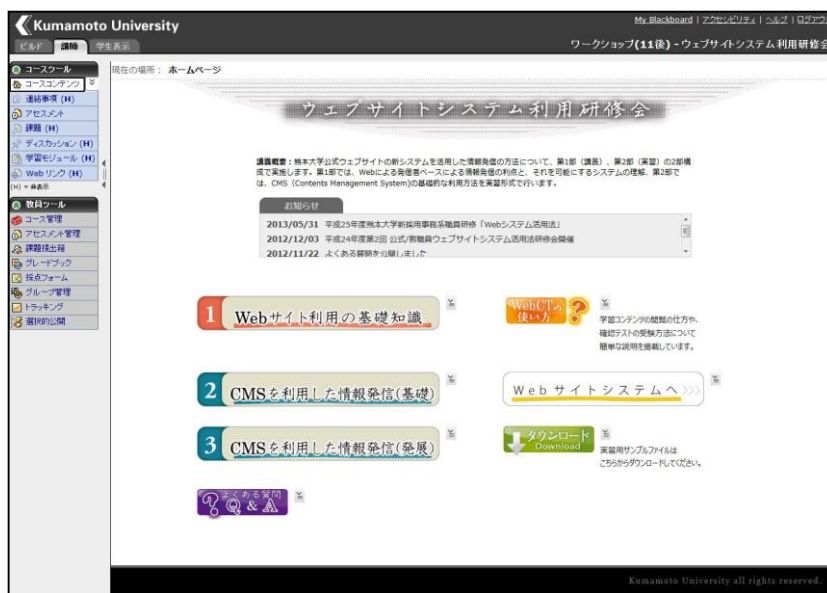 Kumamoto University
My Blackboard | アクセシビリティ | ヘルプ | ログアウ
ビルド 講師 学生表示
ワークショップ(11後) - ウェブサイトシステム利用研修会
コースツール
コースコンテンツ
連絡事項 (H)
アセスメント
課題 (H)
ディスカッション (H)
学習モジュール (H)
Web リンク (H)
(H) = 非表示
教員ツール
コース管理
アセスメント管理
課題提出箱
グレードブック
採点フォーム
グループ管理
トラッキング
選択的公開
現在の場所： ホームページ
ウェブサイトシステム利用研修会
講義概要：熊本大学公式ウェブサイトの新システムを活用した情報発信の方法について、第1部（講義）、第2部（実習）の2部構
成で実施します。第1部では、Webによる発信者ベースによる情報発信の利点と、それを可能にするシステムの理解、第2部で
は、CMS（Contents Management System)の基礎的な利用方法を実習形式で行います。
お知らせ
2013/05/31 平成25年度熊本大学新採用事務系職員研修「Webシステム活用法」
2012/12/03 平成24年度第2回 公式/教職員ウェブサイトシステム活用法研修会開催
2012/11/22 よくある質問を公開しました
1 Webサイト利用の基礎知識
WebCTの
使い方 ?
学習コンテンツの閲覧の仕方や、
確認テストの受験方法について
簡単な説明を掲載しています。
2 CMSを利用した情報発信(基礎)
Webサイトシステムへ
3 CMSを利用した情報発信(発展)
ダウンロード
Download
実習用サンプルファイルは
こちらからダウンロードしてください。
よくある質問
Q & A
Kumamoto University all rights reserved.